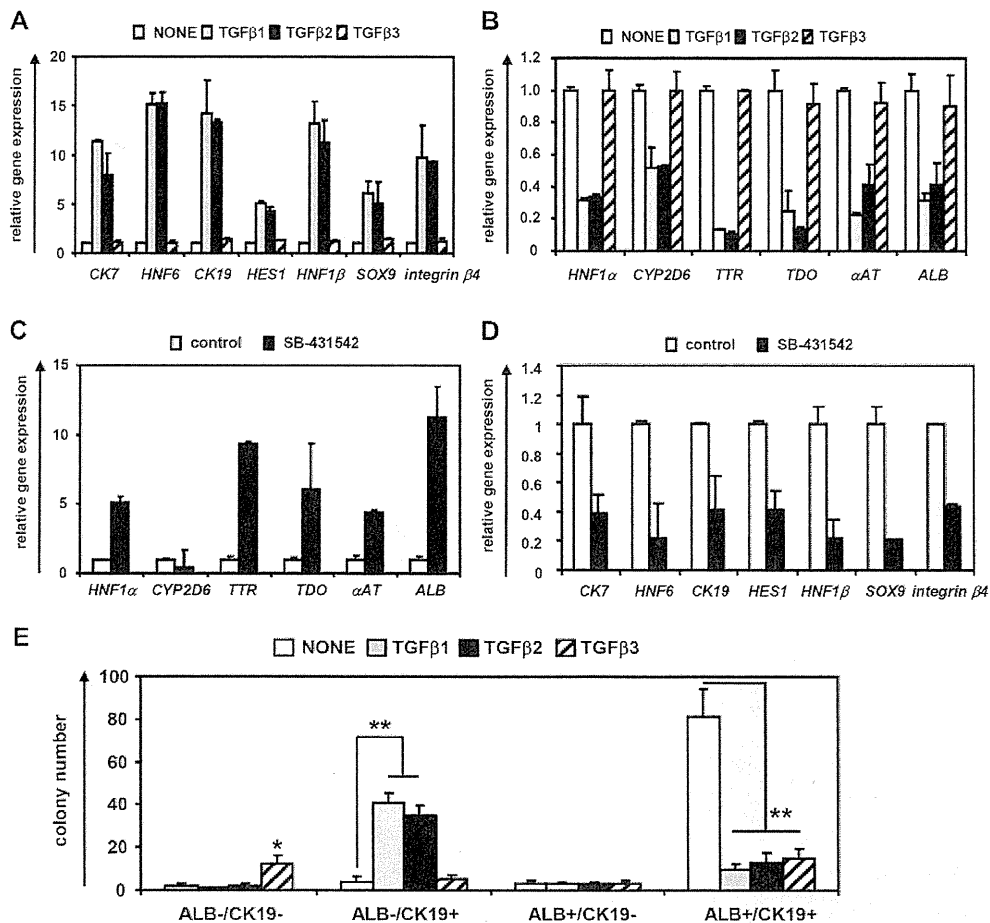 A
NONE TGFβ1 TGFβ2 TGFβ3
relative gene expression
20
15
10
5
0
CK7 HNF6 CK19 HES1 HNF1β SOX9 integrin β4
B
NONE TGFβ1 TGFβ2 TGFβ3
relative gene expression
1.2
1.0
0.8
0.6
0.4
0.2
0
HNF1α CYP2D6 TTR TDO αAT ALB
C
control SB-431542
relative gene expression
15
10
5
0
HNF1α CYP2D6 TTR TDO αAT ALB
D
control SB-431542
relative gene expression
1.4
1.2
1
0.8
0.6
0.4
0.2
0
CK7 HNF6 CK19 HES1 HNF1β SOX9 integrin β4
E
NONE TGFβ1 TGFβ2 TGFβ3
colony number
100
80
60
40
20
0
*
**
**
ALB-/CK19- ALB-/CK19+ ALB+/CK19- ALB+/CK19+